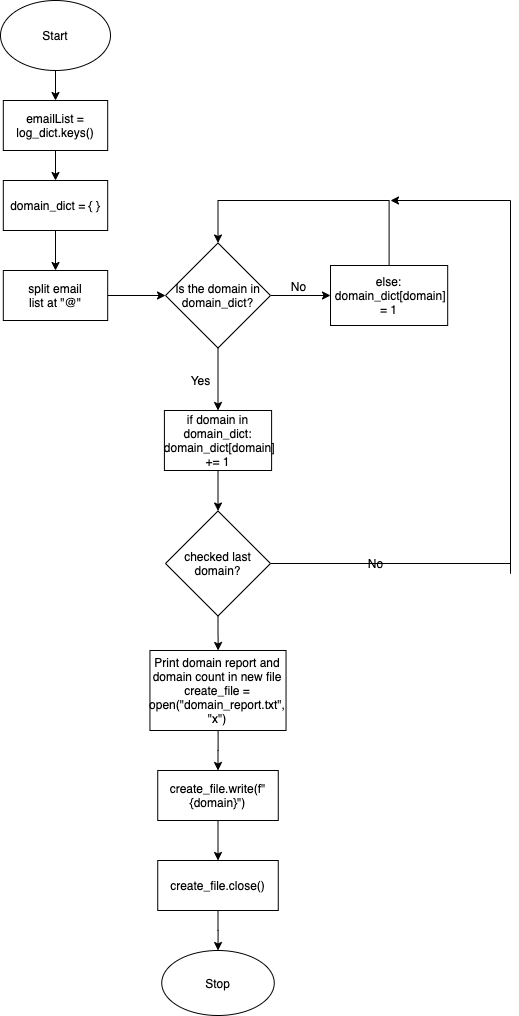 Start
emailList =
log_dict.keys()
domain_dict = { }
split email
list at "@"
Is the domain in
domain_dict?
No
else:
domain_dict[domain]
= 1
Yes
if domain in
domain_dict:
domain_dict[domain]
+= 1
checked last
domain?
No
Print domain report and
domain count in new file
create_file =
open("domain_report.txt",
"x")
create_file.write(f"
{domain}")
create_file.close()
Stop